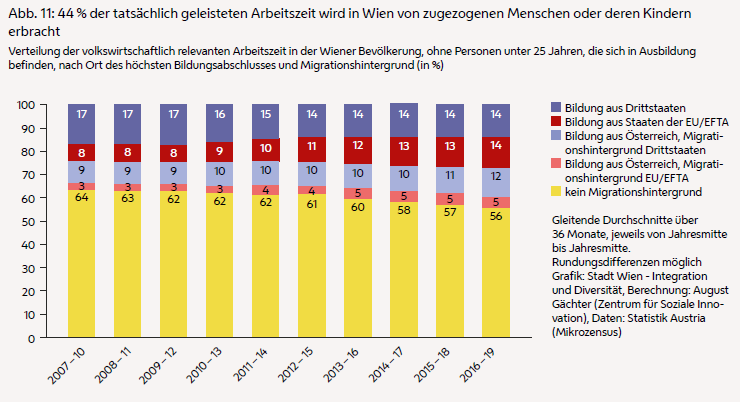 Abb. 11: 44 % der tatsächlich geleisteten Arbeitszeit wird in Wien von zugezogenen Menschen oder deren Kindern
erbracht
Verteilung der volkswirtschaftlich relevanten Arbeitszeit in der Wiener Bevölkerung, ohne Personen unter 25 Jahren, die sich in Ausbildung
befinden, nach Ort des höchsten Bildungsabschlusses und Migrationshintergrund (in %)
100
90
80
70
60
50
40
30
20
10
0
17 17 17 16 15 14 14 14 14 14
8 8 8 9 10 11 12 13 13 14
9 9 9 10 10 10 10 10 11 12
3 3 3 3 4 4 5 5 5 5
64 63 62 62 62 61 60 58 57 56
2007–10
2008–11
2009–12
2010–13
2011–14
2012–15
2013–16
2014–17
2015–18
2016–19
Bildung aus Drittstaaten
Bildung aus Staaten der EU/EFTA
Bildung aus Österreich, Migrati-
onshintergrund Drittstaaten
Bildung aus Österreich, Migrati-
onshintergrund EU/EFTA
kein Migrationshintergrund
Gleitende Durchschnitte über
36 Monate, jeweils von Jahresmitte
bis Jahresmitte.
Rundungsdifferenzen möglich
Grafik: Stadt Wien - Integration
und Diversität, Berechnung: August
Gächter (Zentrum für Soziale Inno-
vation), Daten: Statistik Austria
(Mikrozensus)